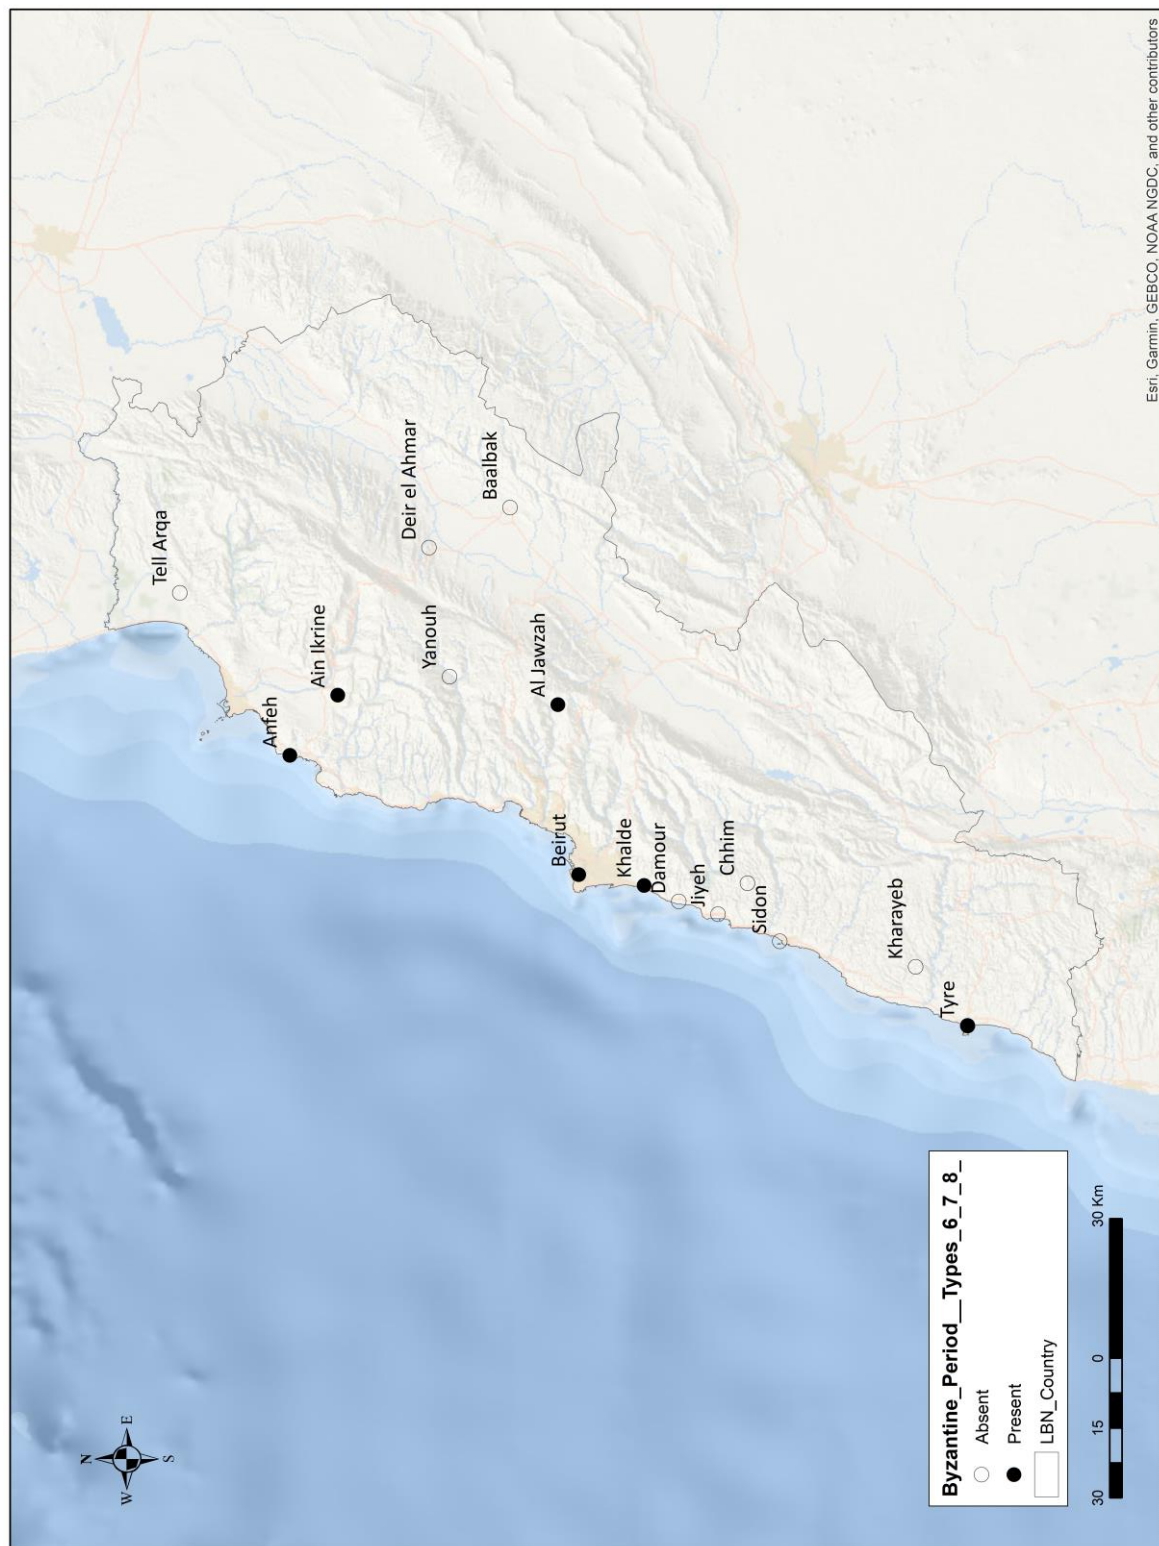 N
W
E
S
Tell Arqa
Anfeh
Ain Ikrine
Deir el Ahmar
Yanouh
Baalbak
Al Jawzah
Beirut
Khalde
Damour
Jiyeh
Chhim
Sidon
Kharayeb
Tyre
Byzantine_Period__Types_6_7_8_
Absent
Present
LBN_Country
30 15 0 30 Km
Esri, Garmin, GEBCO, NOAA NGDC, and other contributors